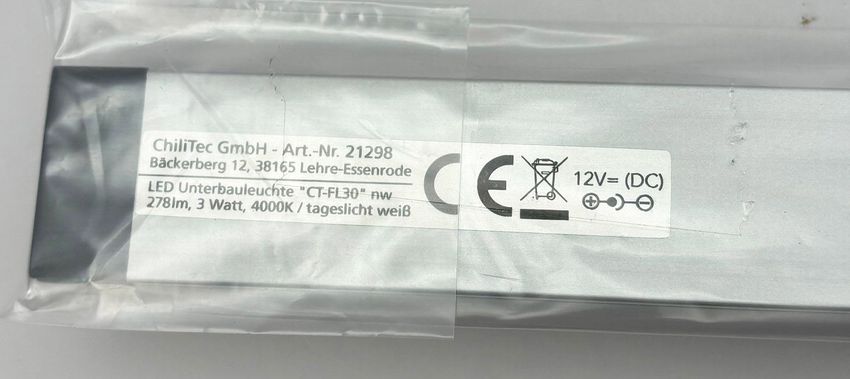 ChiliTec GmbH - Art.-Nr. 21298
Bäckerberg 12, 38165 Lehre-Essenrode
LED Unterbauleuchte "CT-FL30" nw
278lm, 3 Watt, 4000K / tageslicht weiß
CE
12V= (DC)